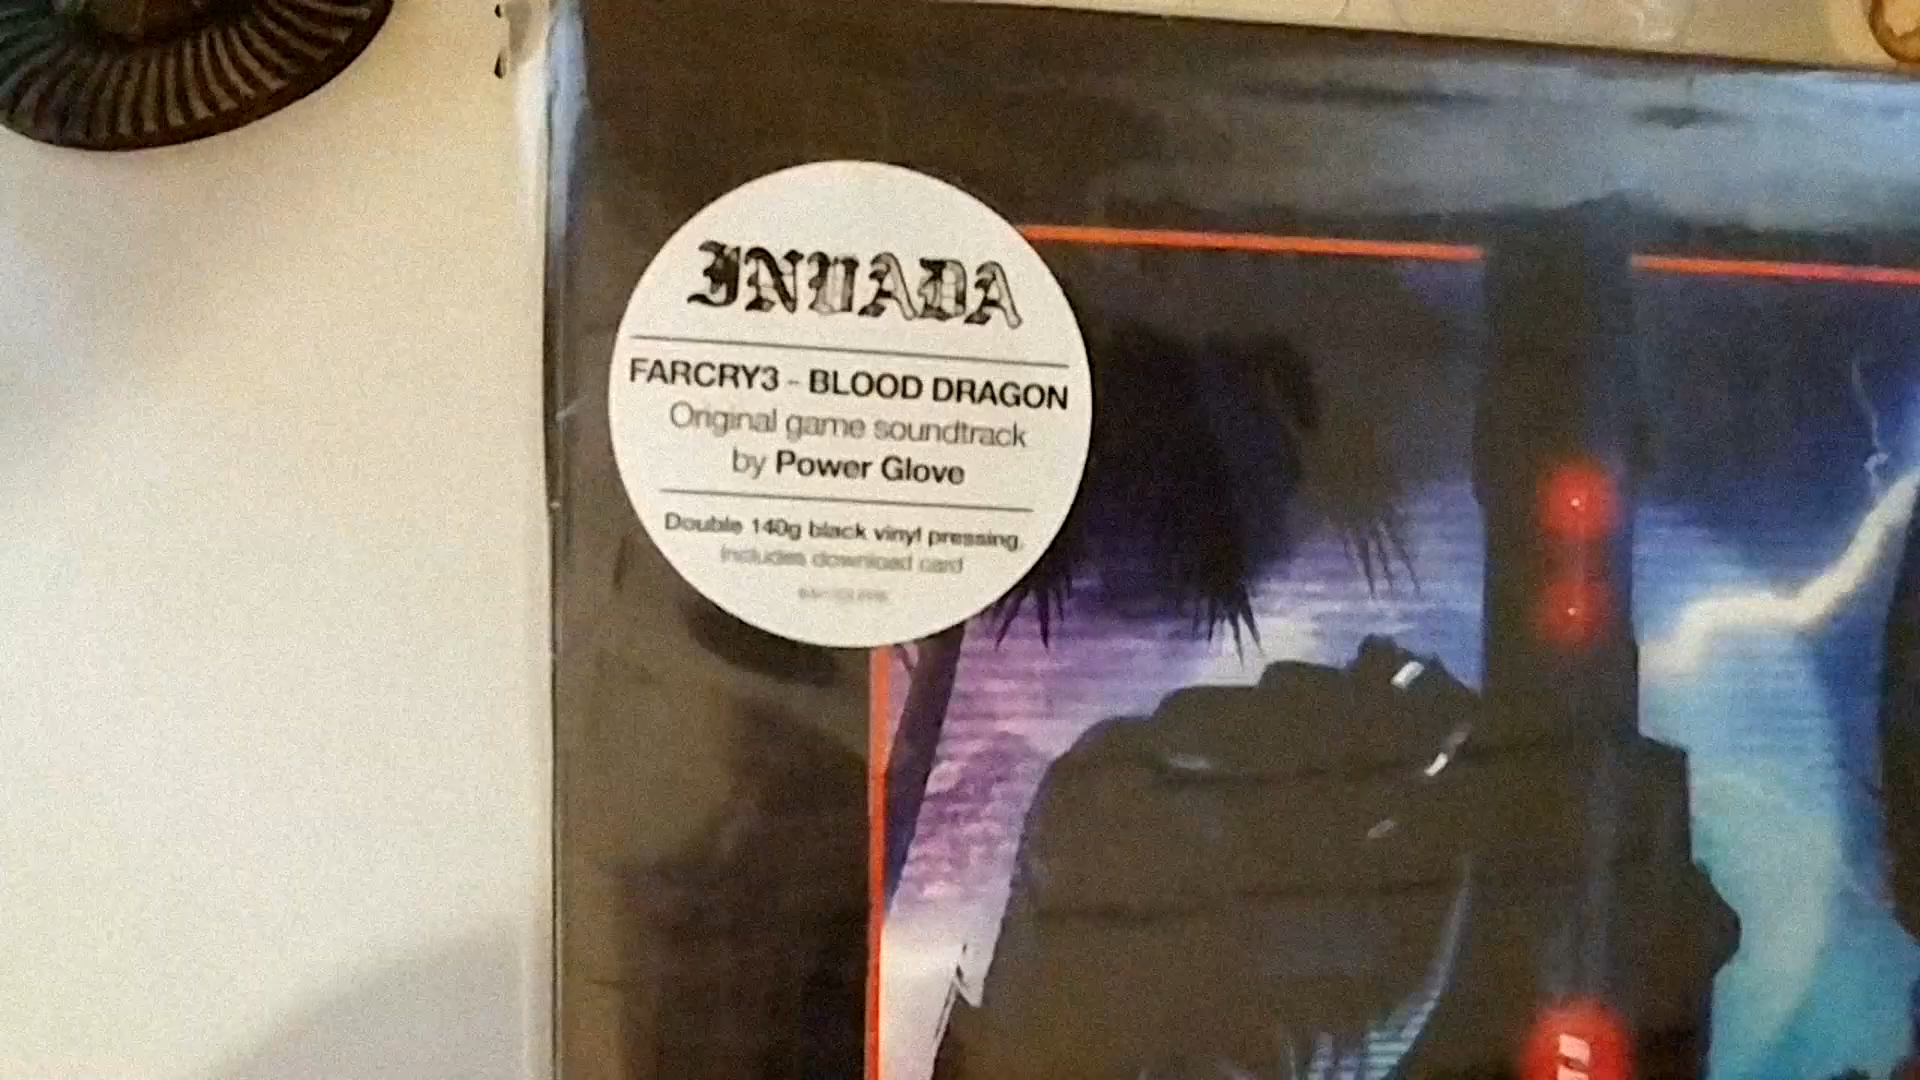 INVADA
FARCRY3 - BLOOD DRAGON
Original game soundtrack
by Power Glove
Double 140g black vinyl pressing.
Includes download card